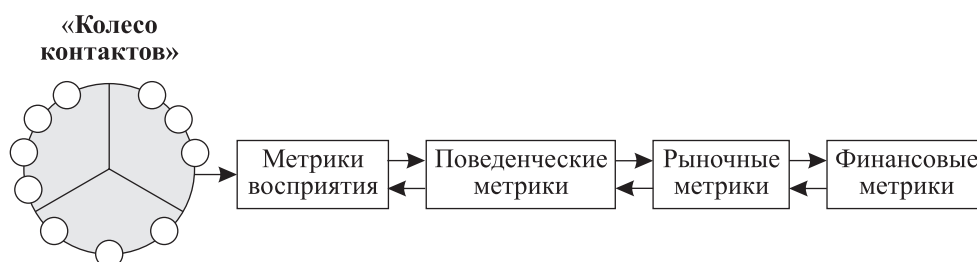 «Колесо
контактов»
Метрики
восприятия
Поведенческие
метрики
Рыночные
метрики
Финансовые
метрики